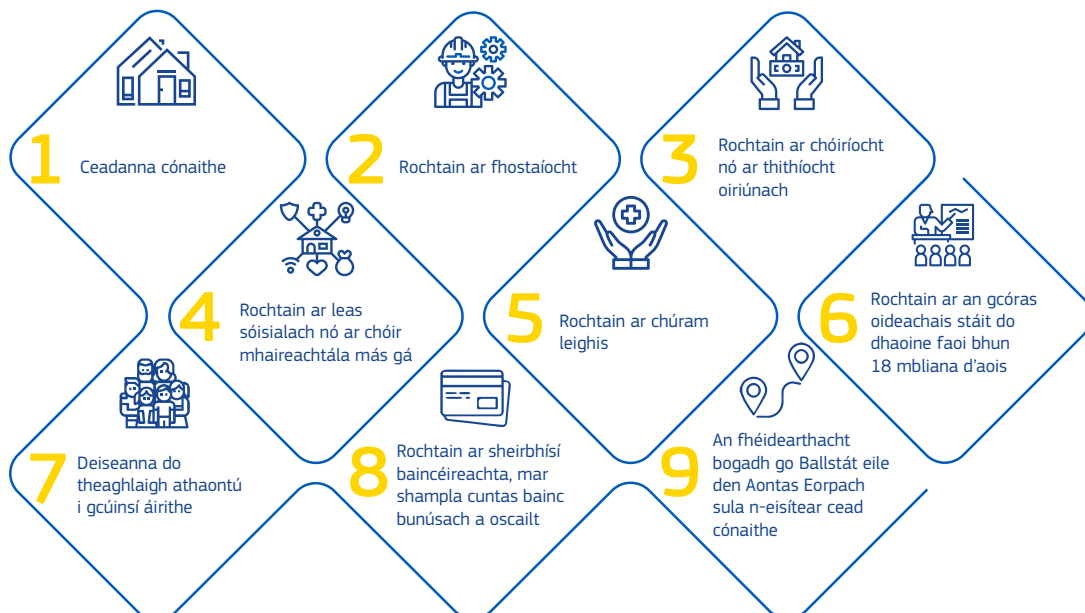 1
Ceadanna cónaithe
2
Rochtain ar fhostaíocht
3
Rochtain ar chóiríocht
nó ar thithíocht
oiriúnach
4
Rochtain ar leas
sóisialach nó ar chóir
mhaireachtála más gá
5
Rochtain ar chúram
leighis
6
Rochtain ar an gcóras
oideachais stáit do
dhaoine faoi bhun
18 mbliana d'aois
7
Deiseanna do
theaghlaigh athaontú
i gcúinsí áirithe
8
Rochtain ar sheirbhísí
baincéireachta, mar
shampla cuntas bainc
bunúsach a oscailt
9
An fhéidearthacht
bogadh go Ballstát eile
den Aontas Eorpach
sula n-eisítear cead
cónaithe